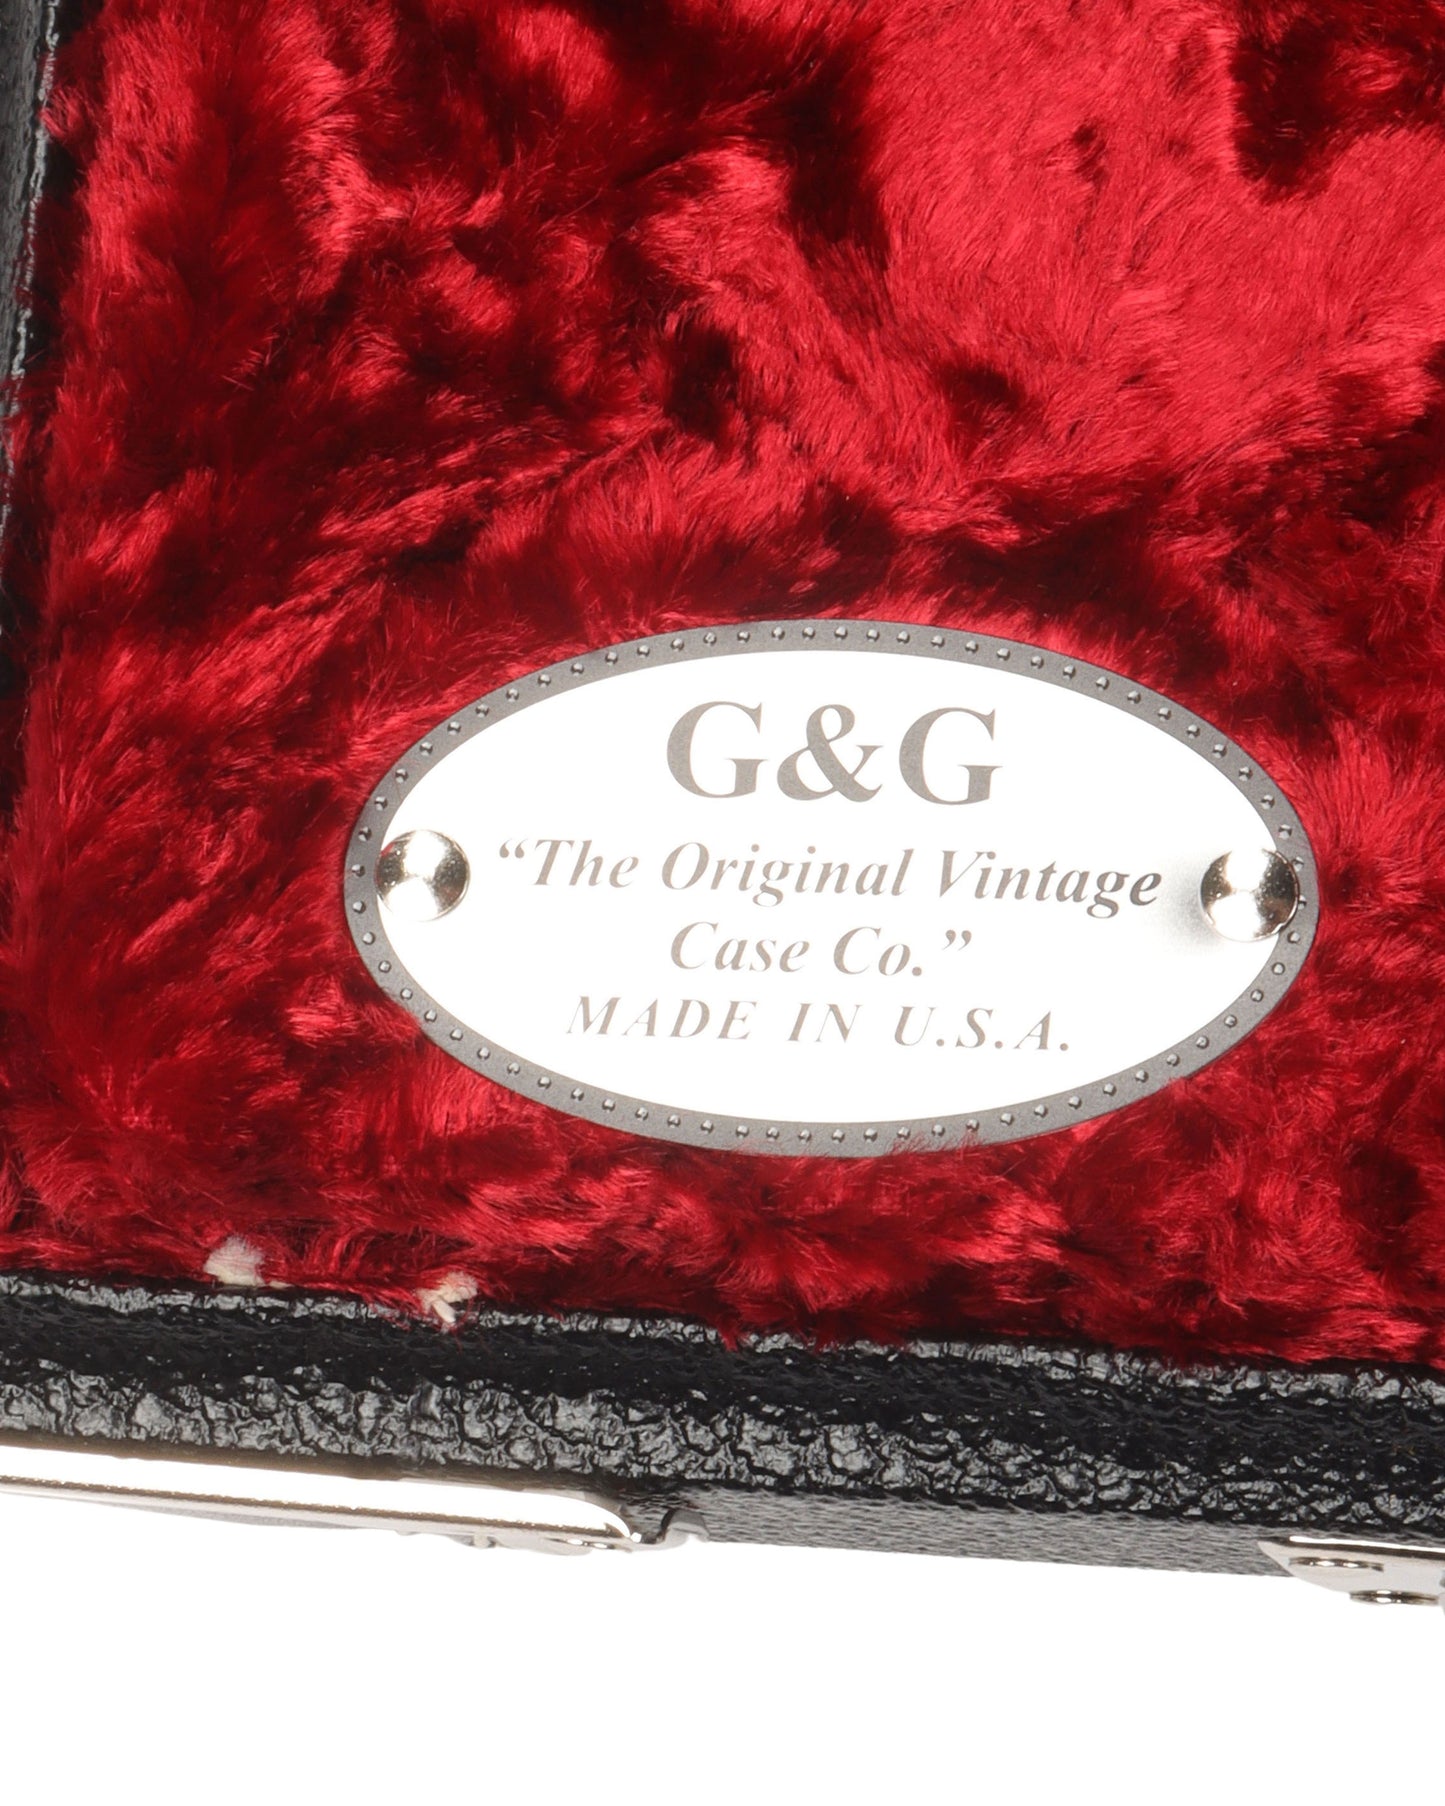 G&G
“The Original Vintage
Case Co.”
MADE IN U.S.A.